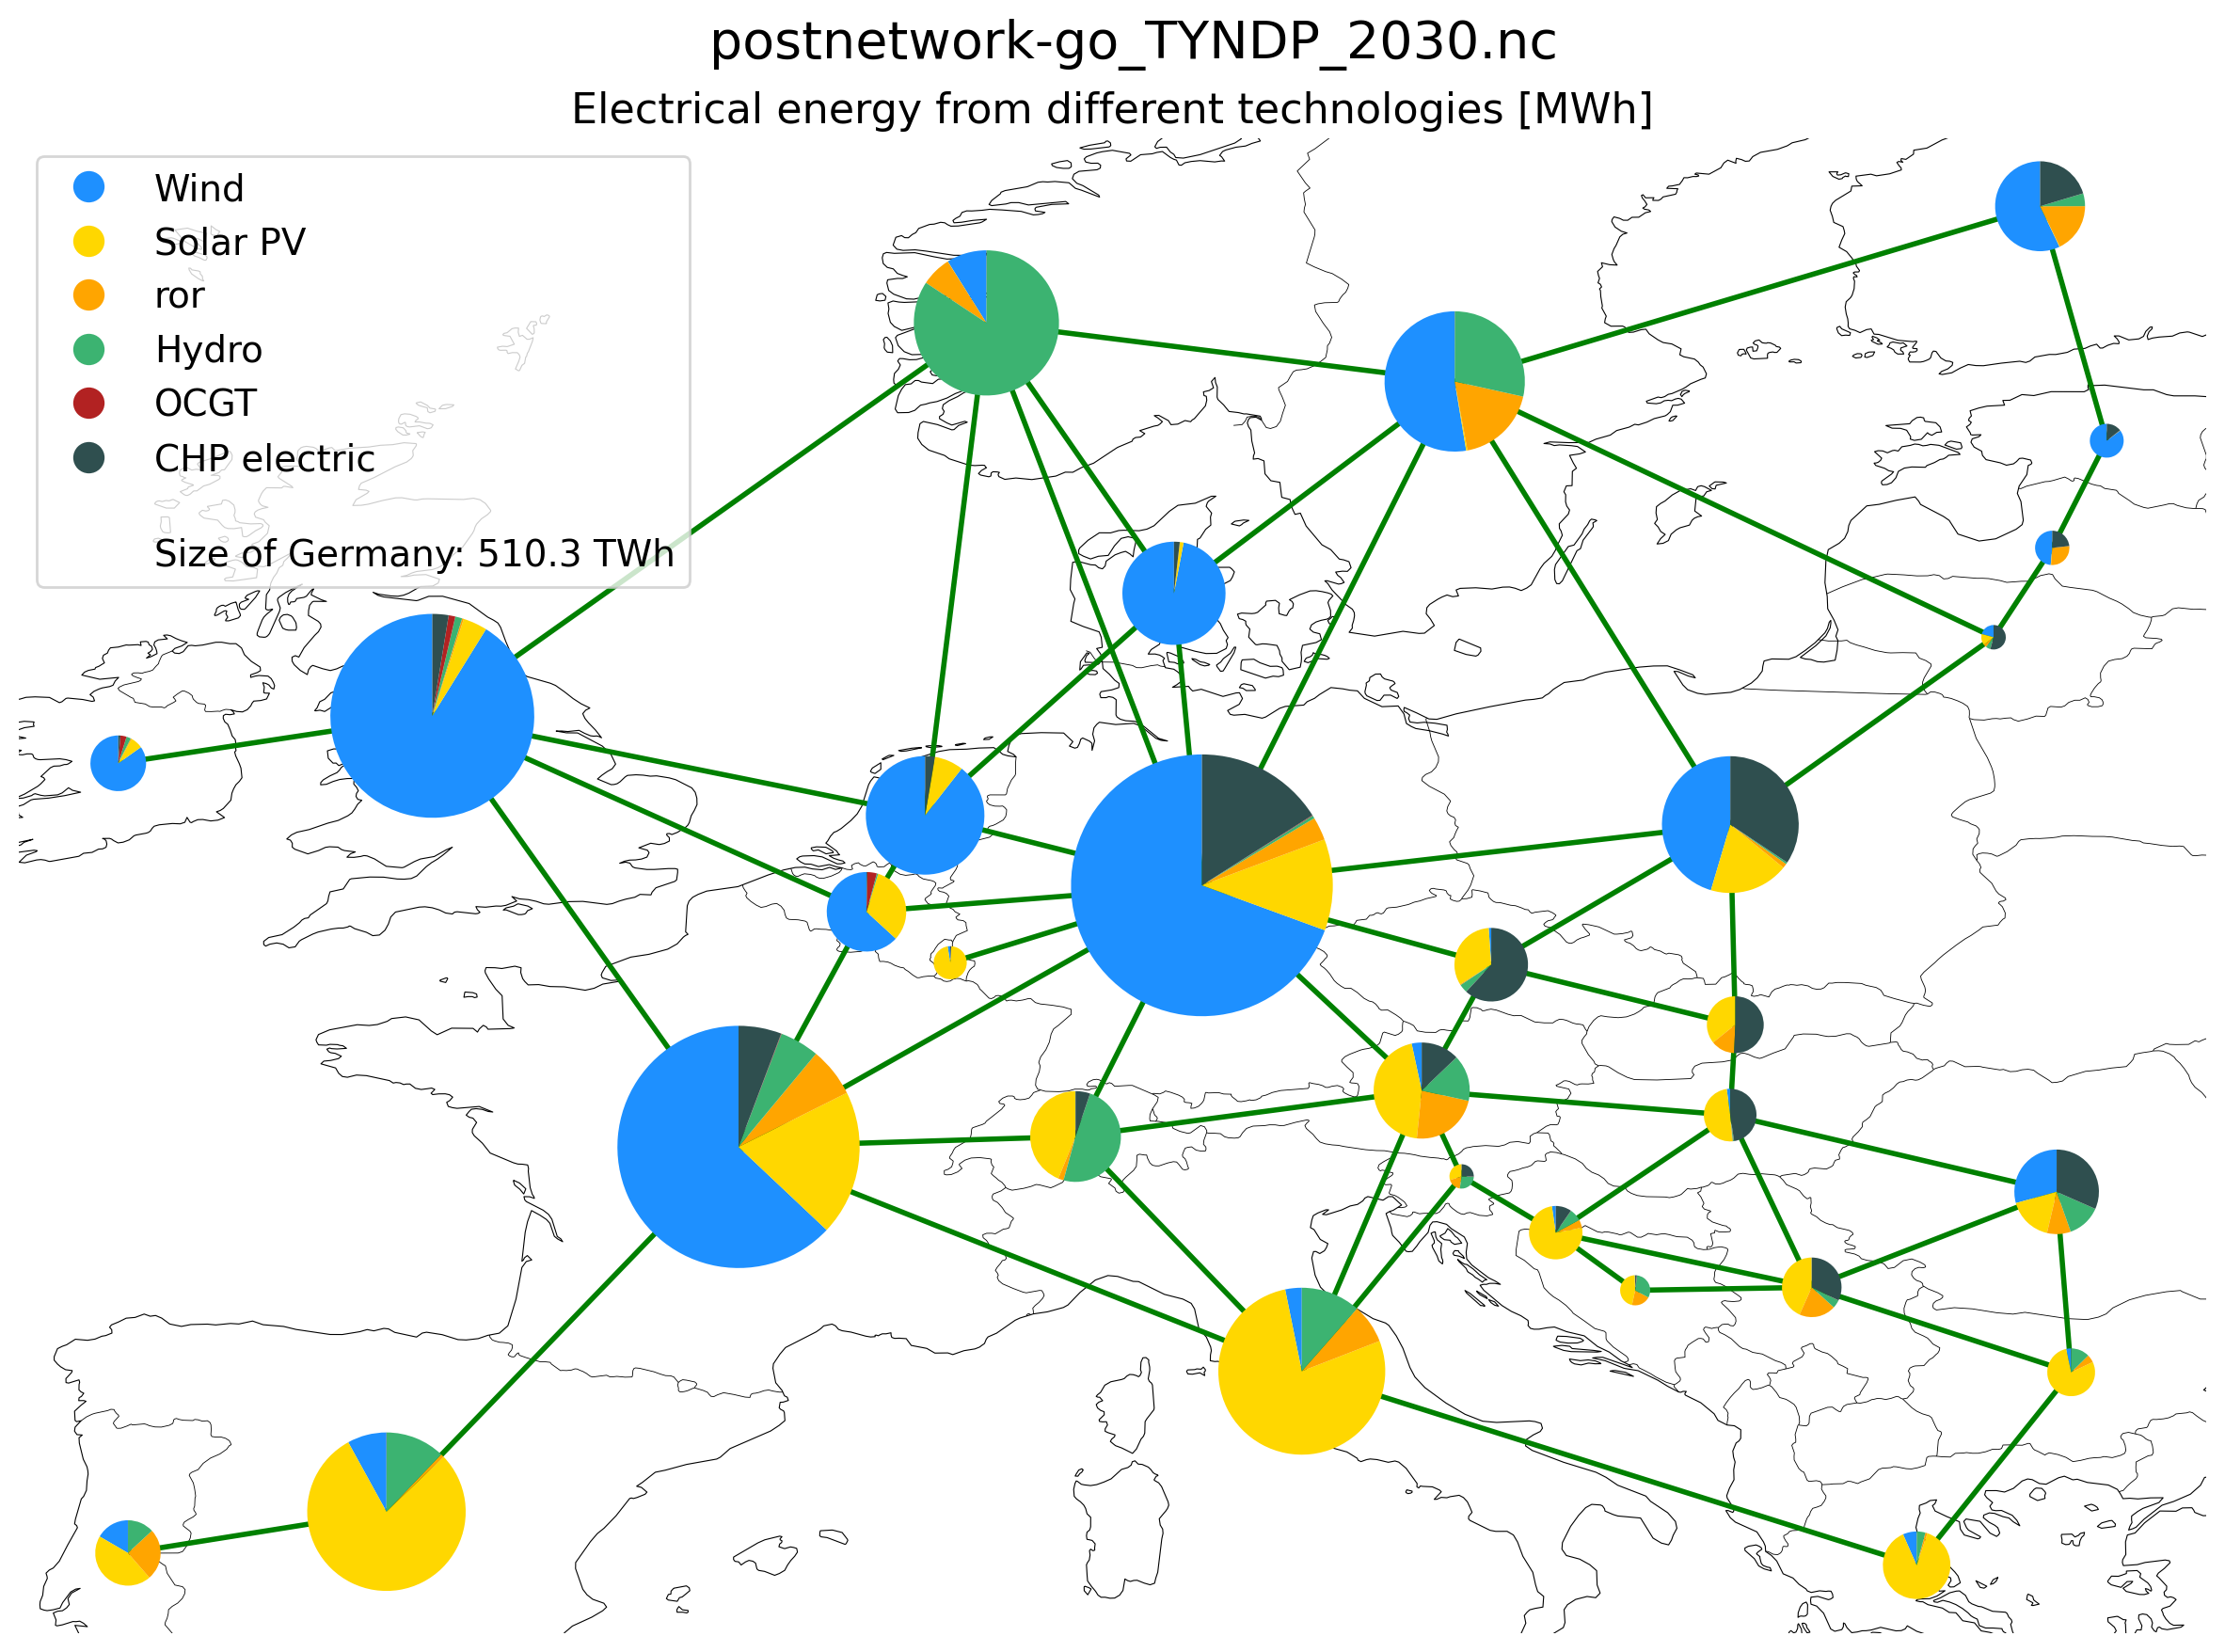 postnetwork-go_TYNDP_2030.nc
Electrical energy from different technologies [MWh]
Wind
Solar PV
ror
Hydro
OCGT
CHP electric
Size of Germany: 510.3 TWh